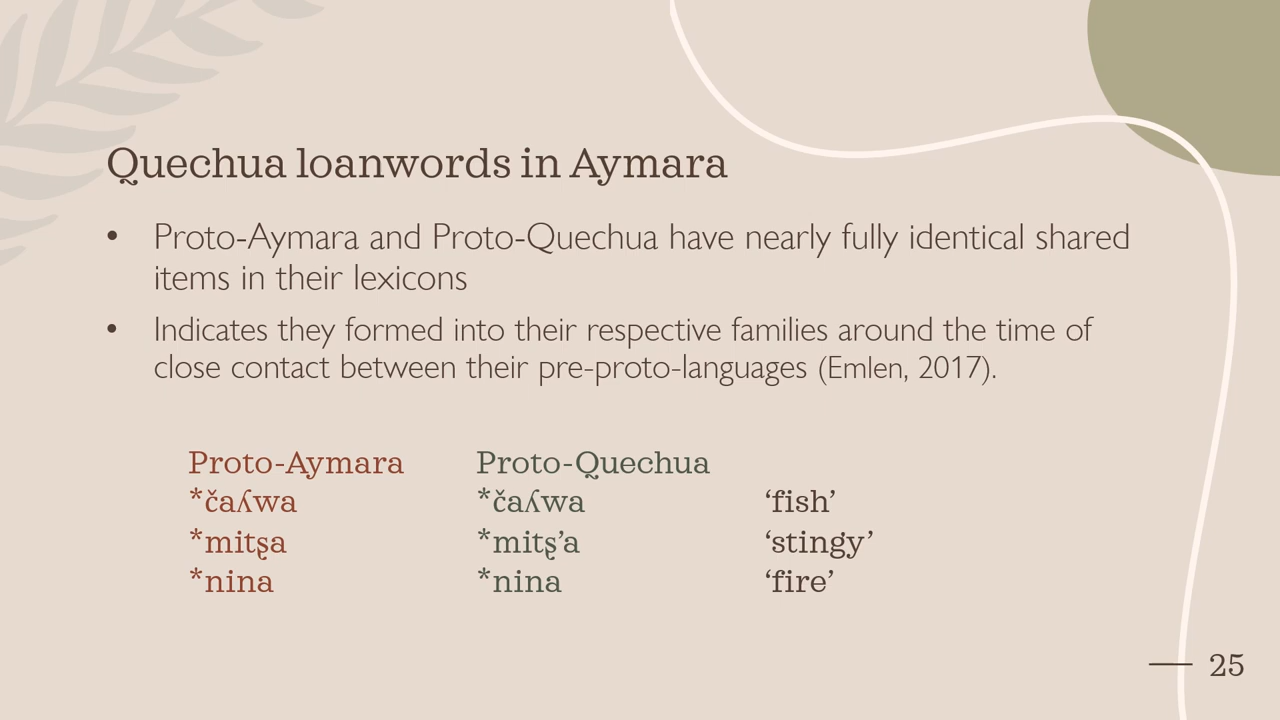 Quechua loanwords in Aymara
• Proto-Aymara and Proto-Quechua have nearly fully identical shared
items in their lexicons
• Indicates they formed into their respective families around the time of
close contact between their pre-proto-languages (Emlen, 2017).
Proto-Aymara Proto-Quechua
*čaʎwa *čaʎwa ‘fish’
*mitʂa *mitʂ’a ‘stingy’
*nina *nina ‘fire’
25